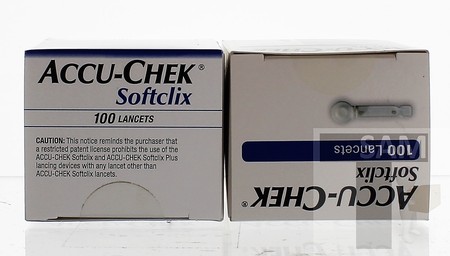 ACCU-CHEK®
Softclix
100 LANCETS
CAUTION: This notice reminds the purchaser that
a restricted patent license prohibits the use of the
ACCU-CHEK Softclix and ACCU-CHEK Softclix Plus
lancing devices with any lancet other than
ACCU-CHEK Softclix lancets.
ACCU-CHEK®
Softclix
100 Lancets
SAM